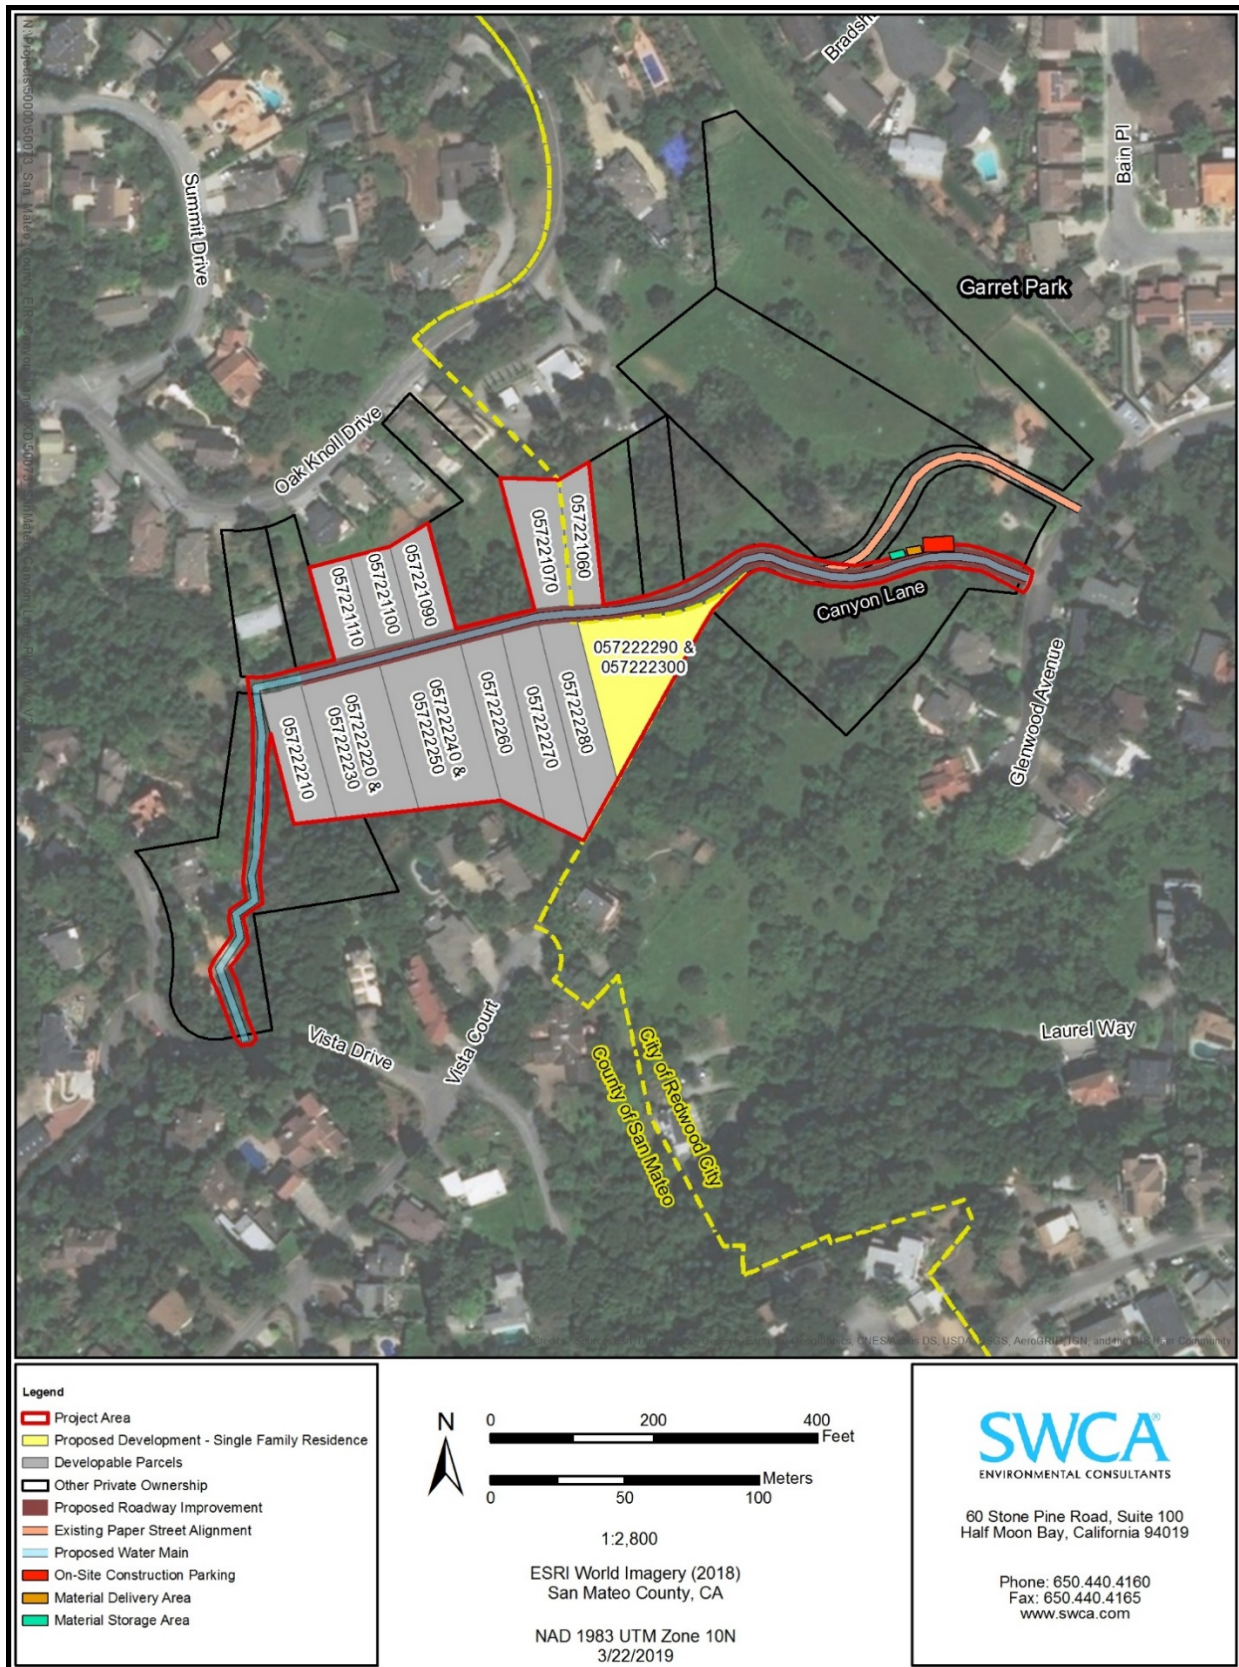 Bradsh
Bain Pl
Summit Drive
Garret Park
Oak Knoll Drive
057221070
057221060
057221110
057221100
057221090
Canyon Lane
057222290 &
057222300
057222210
057222220 &
057222230
057222240 &
057222250
057222260
057222270
057222280
Glenwood Avenue
Vista Drive
Vista Court
Laurel Way
City of Redwood City
County of San Mateo
Legend
Project Area
Proposed Development - Single Family Residence
Developable Parcels
Other Private Ownership
Proposed Roadway Improvement
Existing Paper Street Alignment
Proposed Water Main
On-Site Construction Parking
Material Delivery Area
Material Storage Area
N
0 200 400
Feet
Meters
0 50 100
1:2,800
ESRI World Imagery (2018)
San Mateo County, CA
NAD 1983 UTM Zone 10N
3/22/2019
SWCA®
ENVIRONMENTAL CONSULTANTS
60 Stone Pine Road, Suite 100
Half Moon Bay, California 94019
Phone: 650.440.4160
Fax: 650.440.4165
www.swca.com